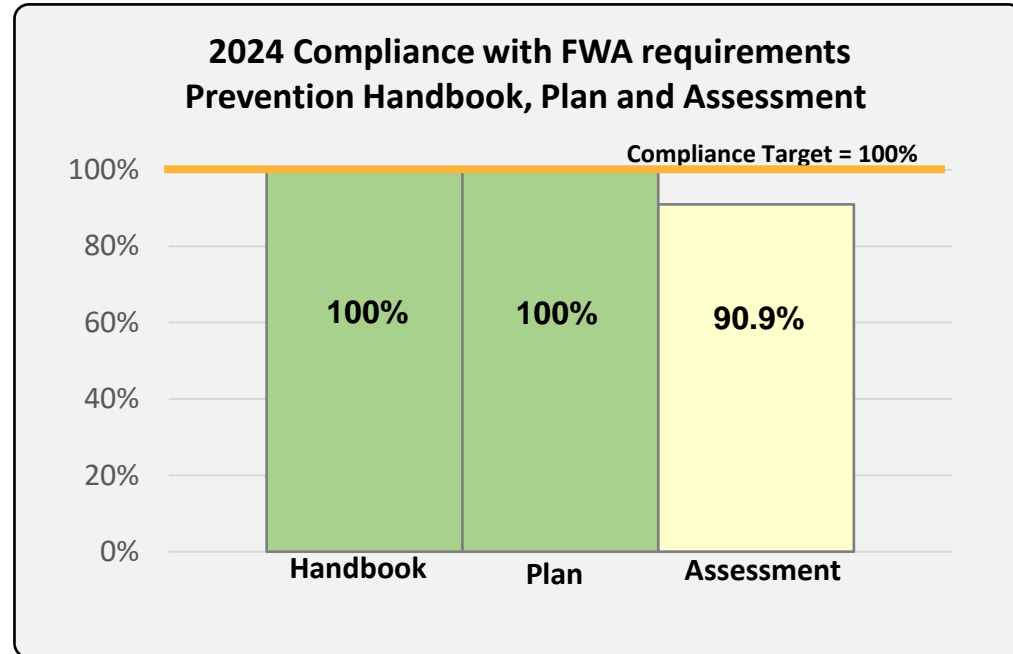 2024 Compliance with FWA requirements
Prevention Handbook, Plan and Assessment
Compliance Target = 100%
100%
80%
60%
40%
20%
0%
100%
100%
90.9%
Handbook
Plan
Assessment